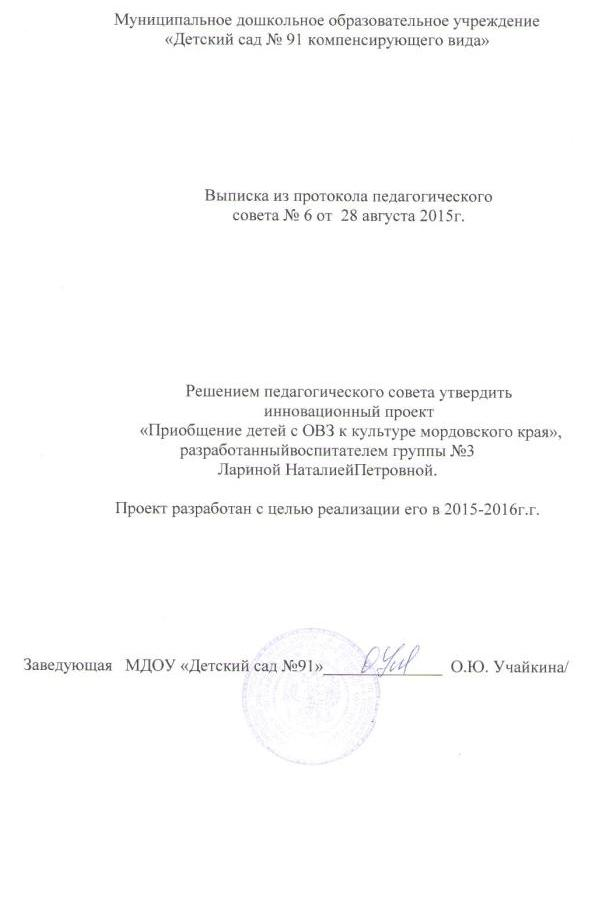 Муниципальное дошкольное образовательное учреждение
«Детский сад № 91 компенсирующего вида»
Выписка из протокола педагогического
совета № 6 от 28 августа 2015г.
Решением педагогического совета утвердить
инновационный проект
«Приобщение детей с ОВЗ к культуре мордовского края»,
разработанныйвоспитателем группы №3
Лариной НаталиейПетровной.
Проект разработан с целью реализации его в 2015-2016г.г.
Заведующая МДОУ «Детский сад №91»______________ О.Ю. Учайкина/